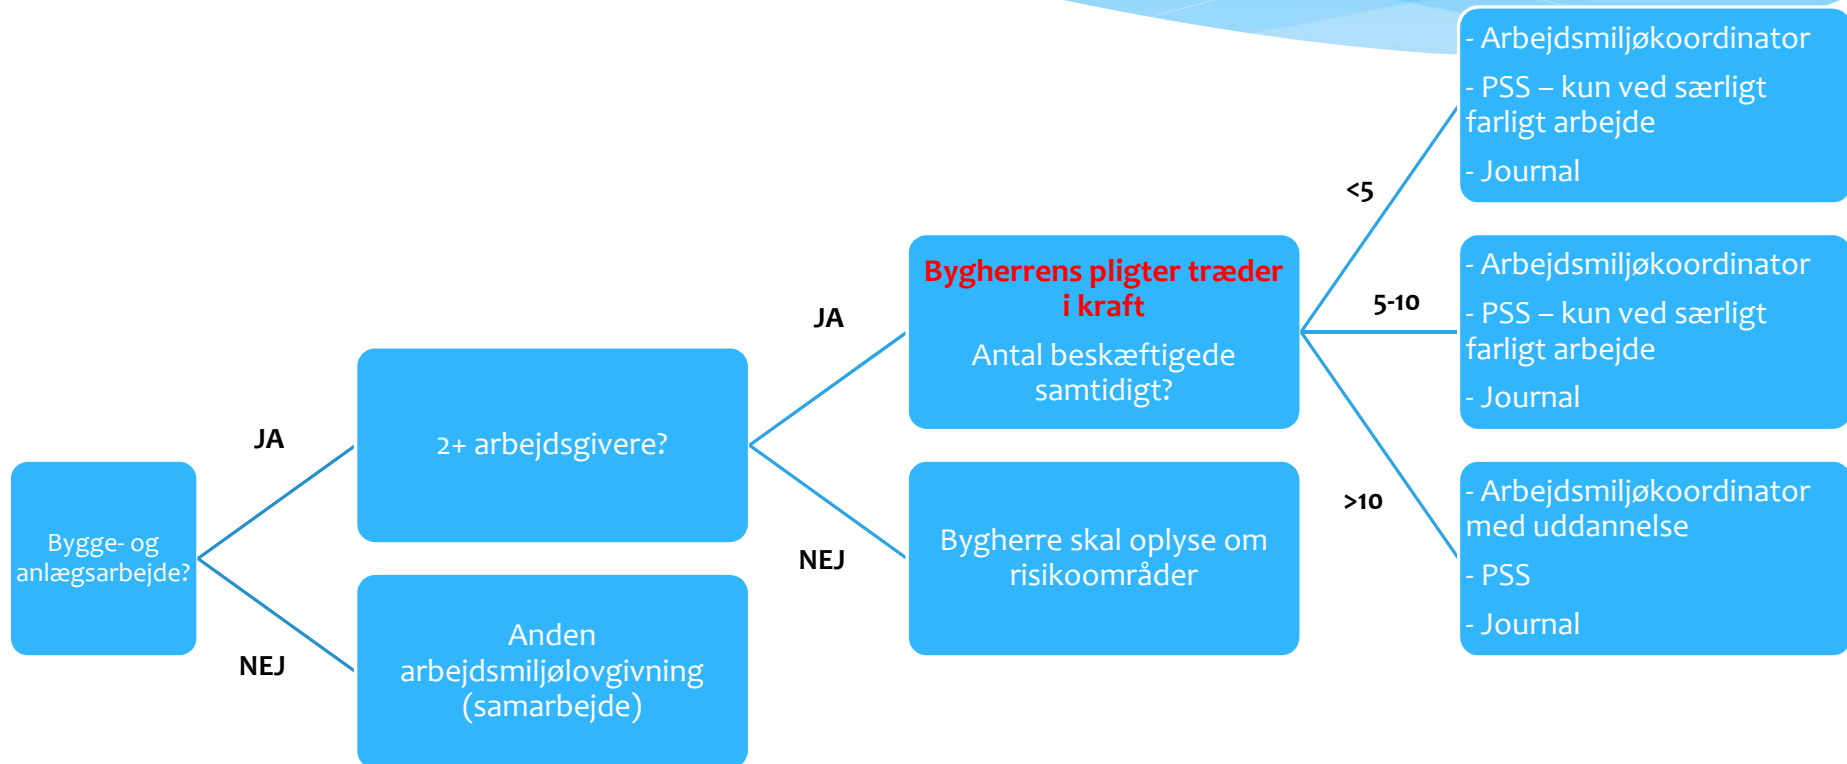 Bygge- og
anlægsarbejde?
JA
NEJ
2+ arbejdsgivere?
Anden
arbejdsmiljølovgivning
(samarbejde)
JA
NEJ
Bygherrens pligter træder
i kraft
Antal beskæftigede
samtidigt?
Bygherre skal oplyse om
risikoområder
<5
5-10
>10
- Arbejdsmiljøkoordinator
- PSS – kun ved særligt
farligt arbejde
- Journal
- Arbejdsmiljøkoordinator
- PSS – kun ved særligt
farligt arbejde
- Journal
- Arbejdsmiljøkoordinator
med uddannelse
- PSS
- Journal